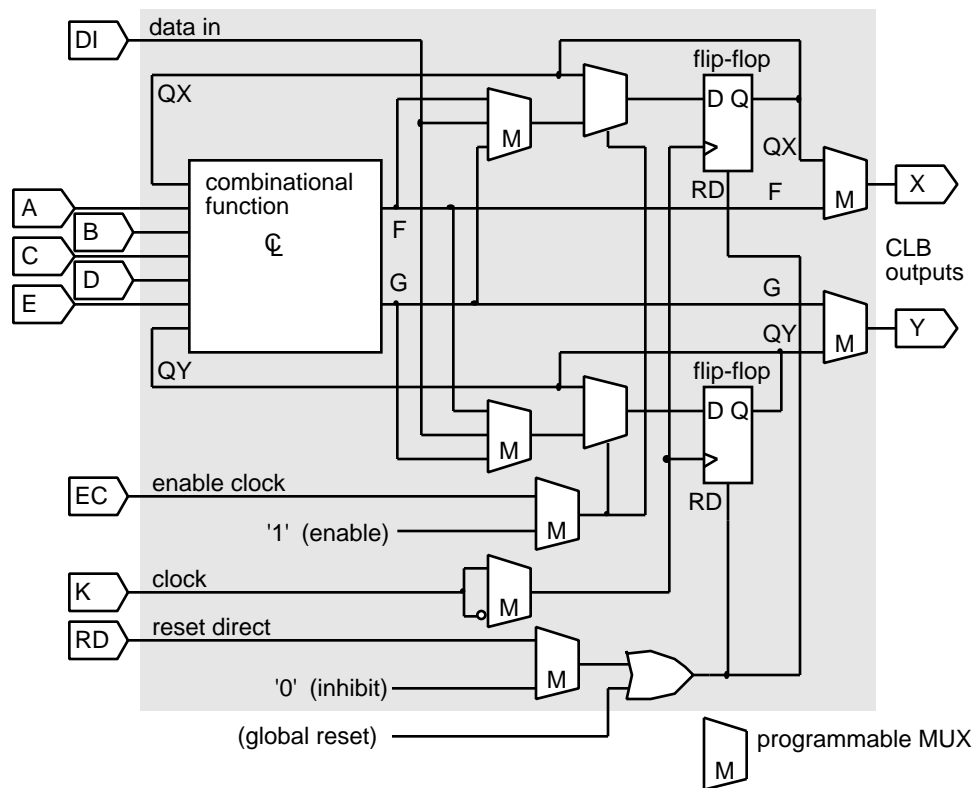 DI
data in
flip-flop
QX
D Q
M
QX
combinational
function
RD
F
M
X
A
B
F
C
℄
CLB
outputs
D
G
G
E
QY
M
Y
QY
flip-flop
D Q
M
RD
EC
enable clock
'1' (enable)
M
K
clock
M
RD
reset direct
'0' (inhibit)
M
(global reset)
programmable MUX
M